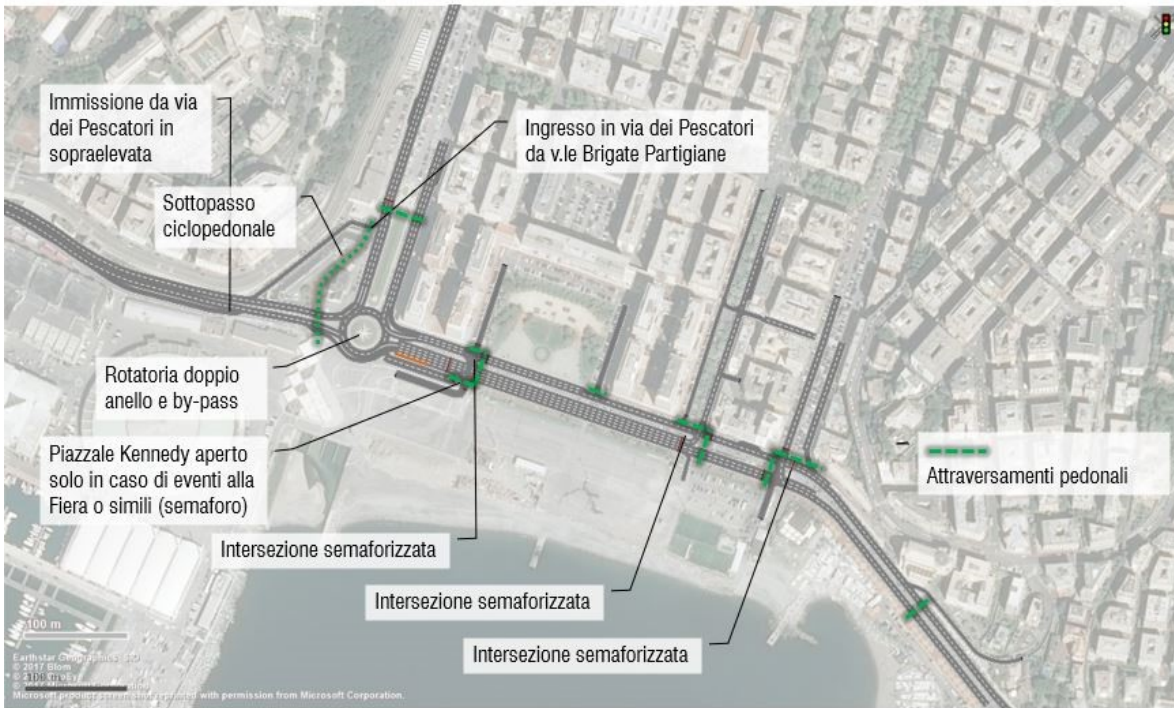 Immissione da via
dei Pescatori in
sopraelevata
Ingresso in via dei Pescatori
da v.le Brigate Partigiane
Sottopasso
ciclopedonale
Rotatoria doppio
anello e by-pass
Piazzale Kennedy aperto
solo in caso di eventi alla
Fiera o simili (semaforo)
Attraversamenti pedonali
Intersezione semaforizzata
Intersezione semaforizzata
Intersezione semaforizzata
100 m
Earthstar Geographics
© 2017 Blom
100 m
Microsoft product screen shot reprinted with permission from Microsoft Corporation.